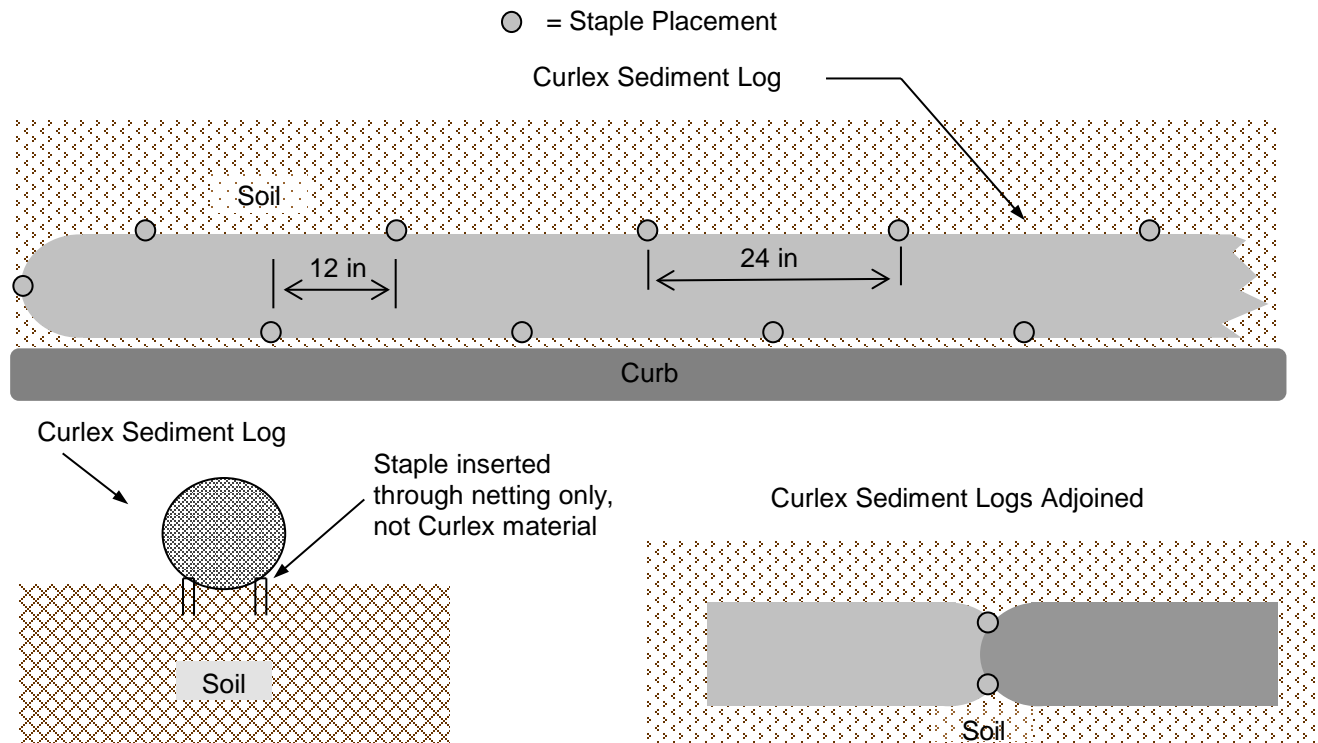 = Staple Placement
Curlex Sediment Log
Soil
12 in
24 in
Curb
Curlex Sediment Log
Staple inserted
through netting only,
not Curlex material
Soil
Curlex Sediment Logs Adjoined
Soil